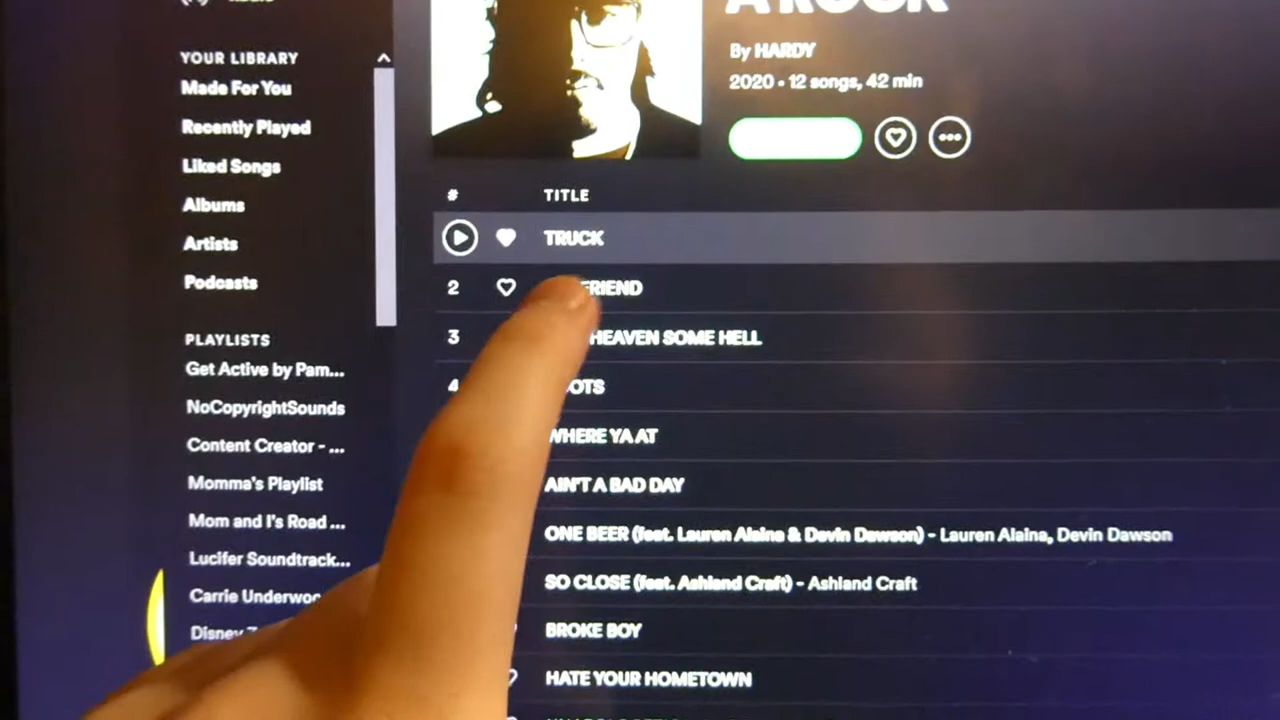 YOUR LIBRARY
Made For You
Recently Played
Liked Songs
Albums
Artists
Podcasts
PLAYLISTS
Get Active by Pam...
NoCopyrightSounds
Content Creator - ...
Momma's Playlist
Mom and I's Road ...
Lucifer Soundtrack...
Carrie Underwoo
Disney
A ROCK
By HARDY
2020 • 12 songs, 42 min
# TITLE
TRUCK
2 FRIEND
3 HEAVEN SOME HELL
4 OTS
WHERE YA AT
AIN'T A BAD DAY
ONE BEER (feat. Lauren Alaina & Devin Dawson) - Lauren Alaina, Devin Dawson
SO CLOSE (feat. Ashland Craft) - Ashland Craft
BROKE BOY
HATE YOUR HOMETOWN